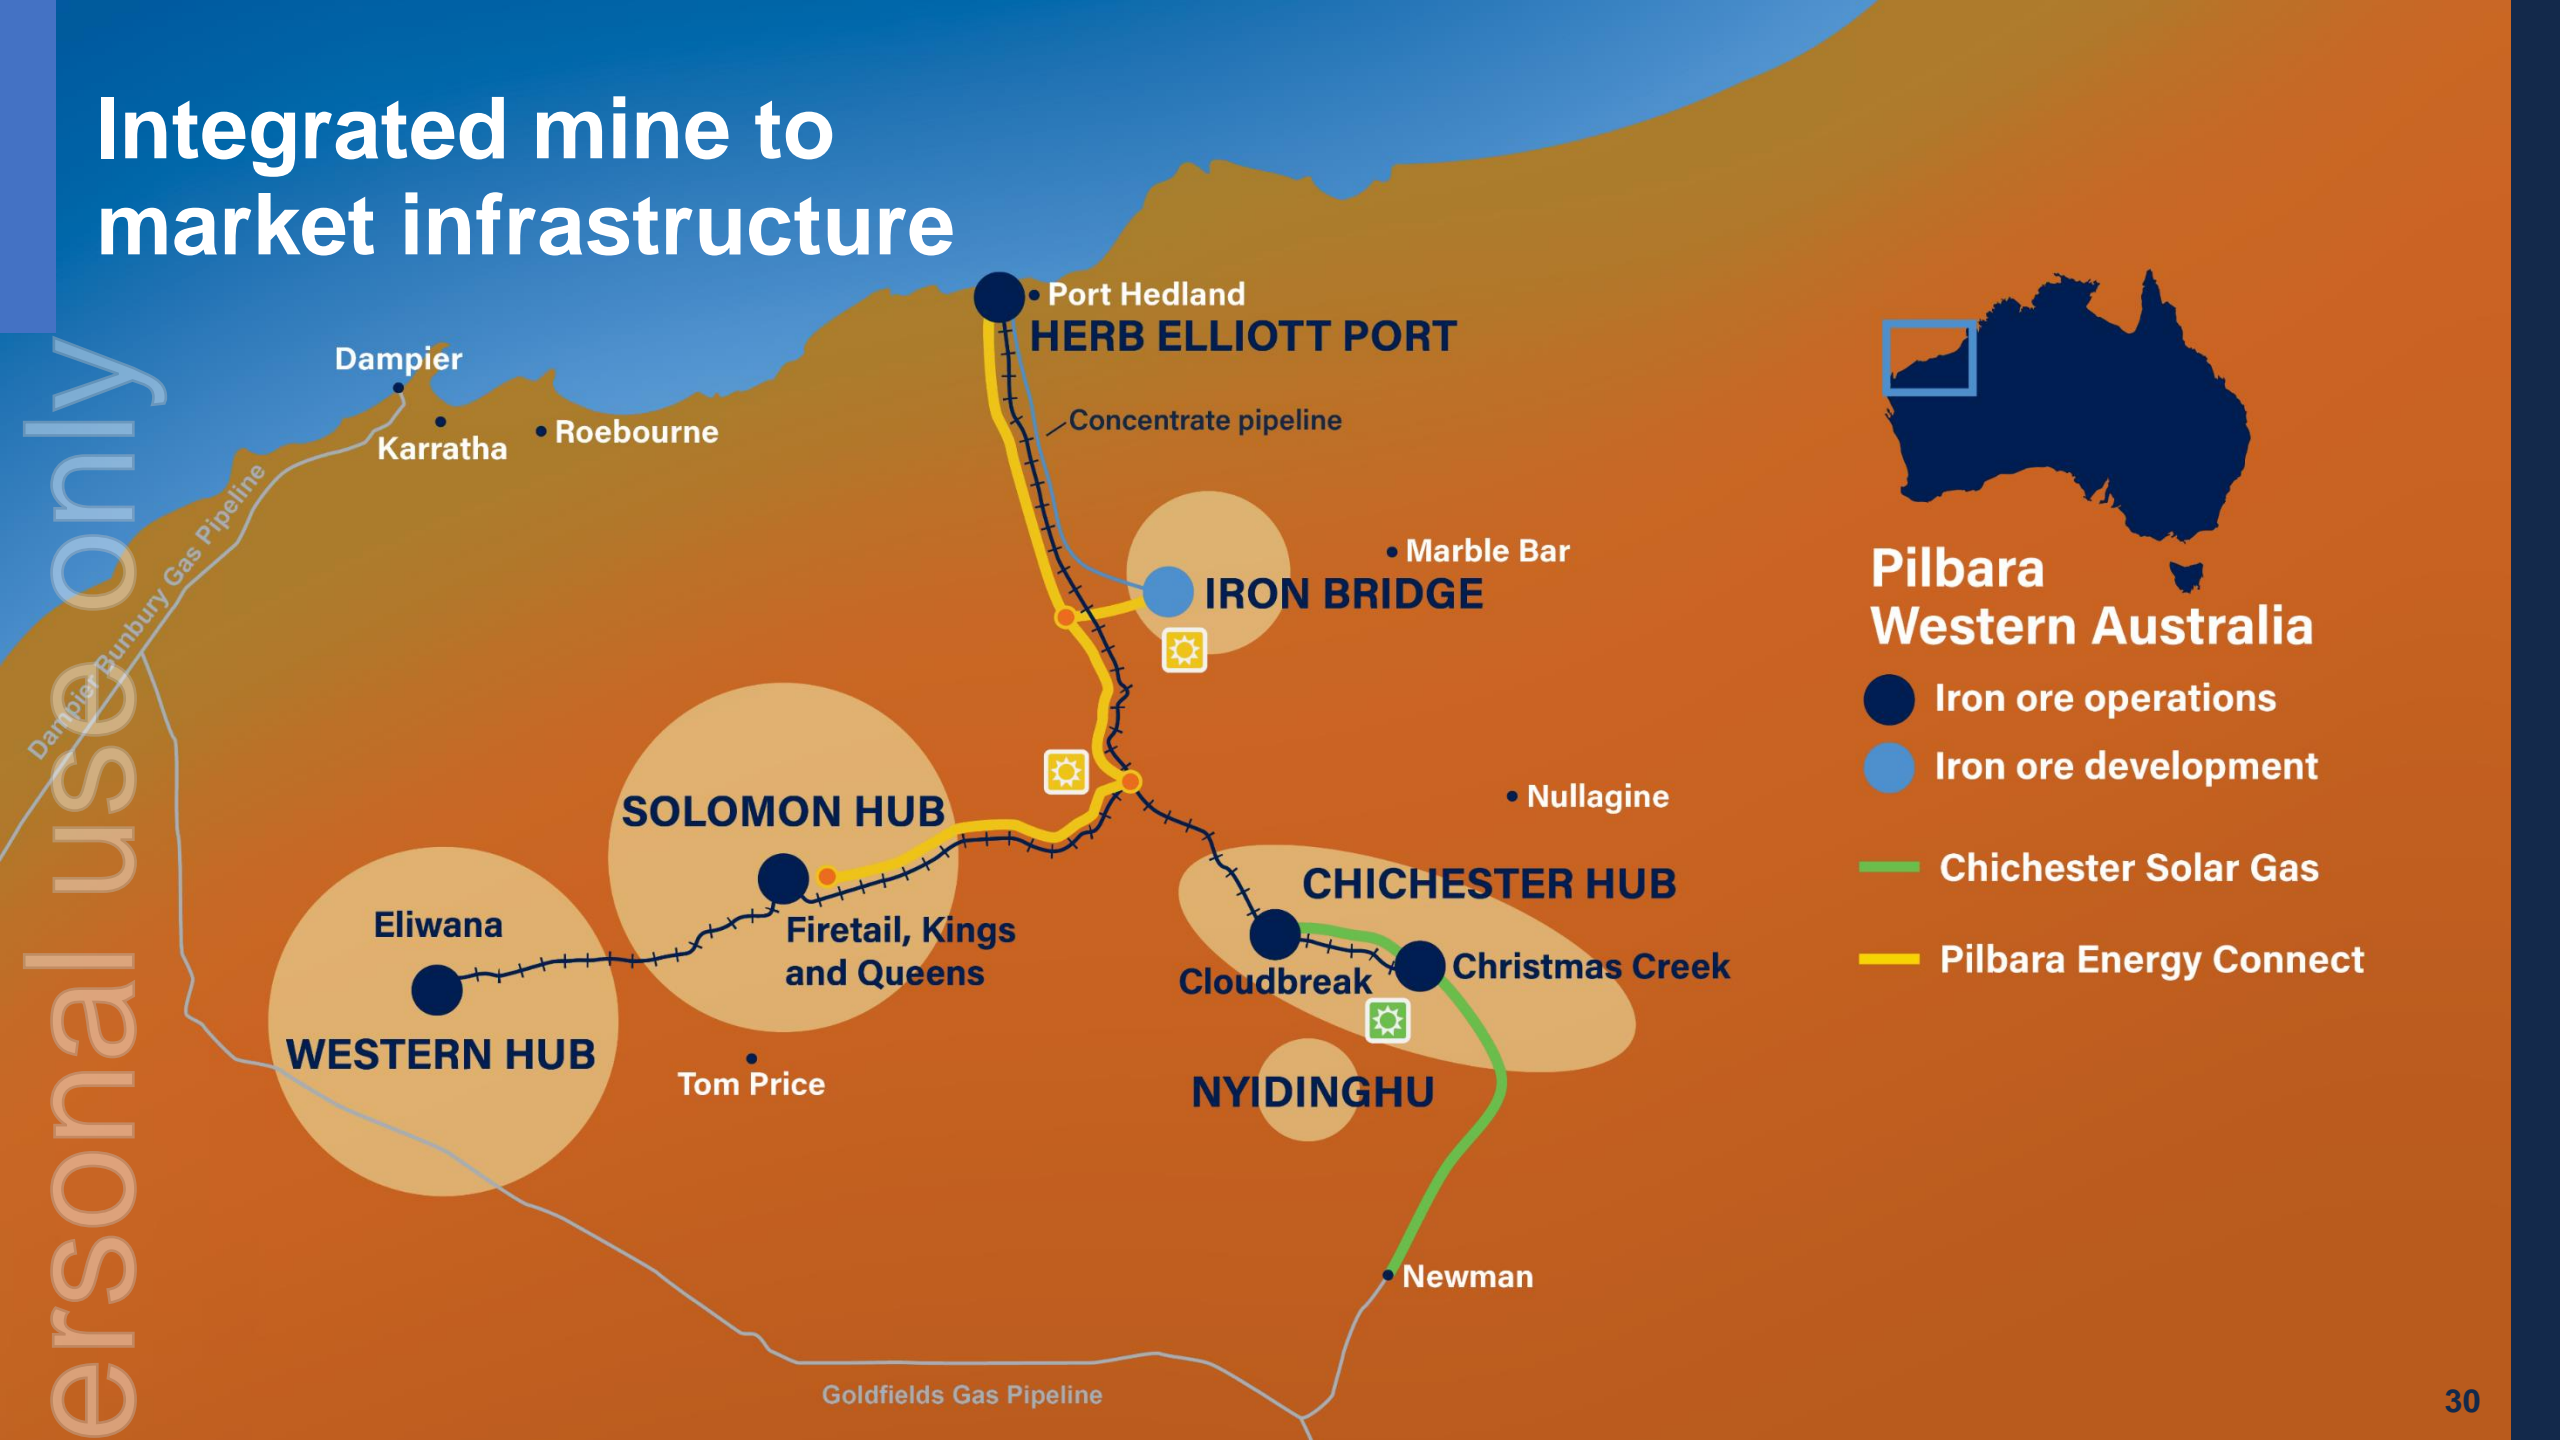 Integrated mine to
market infrastructure
Port Hedland
HERB ELLIOTT PORT
Dampier
Karratha
Roebourne
Concentrate pipeline
Dampier Bunbury Gas Pipeline
Marble Bar
IRON BRIDGE
Pilbara
Western Australia
Iron ore operations
Iron ore development
Chichester Solar Gas
Pilbara Energy Connect
SOLOMON HUB
Nullagine
CHICHESTER HUB
Eliwana
Firetail, Kings
and Queens
Cloudbreak
Christmas Creek
WESTERN HUB
Tom Price
NYIDINGHU
Newman
Goldfields Gas Pipeline
30
ersonal use only